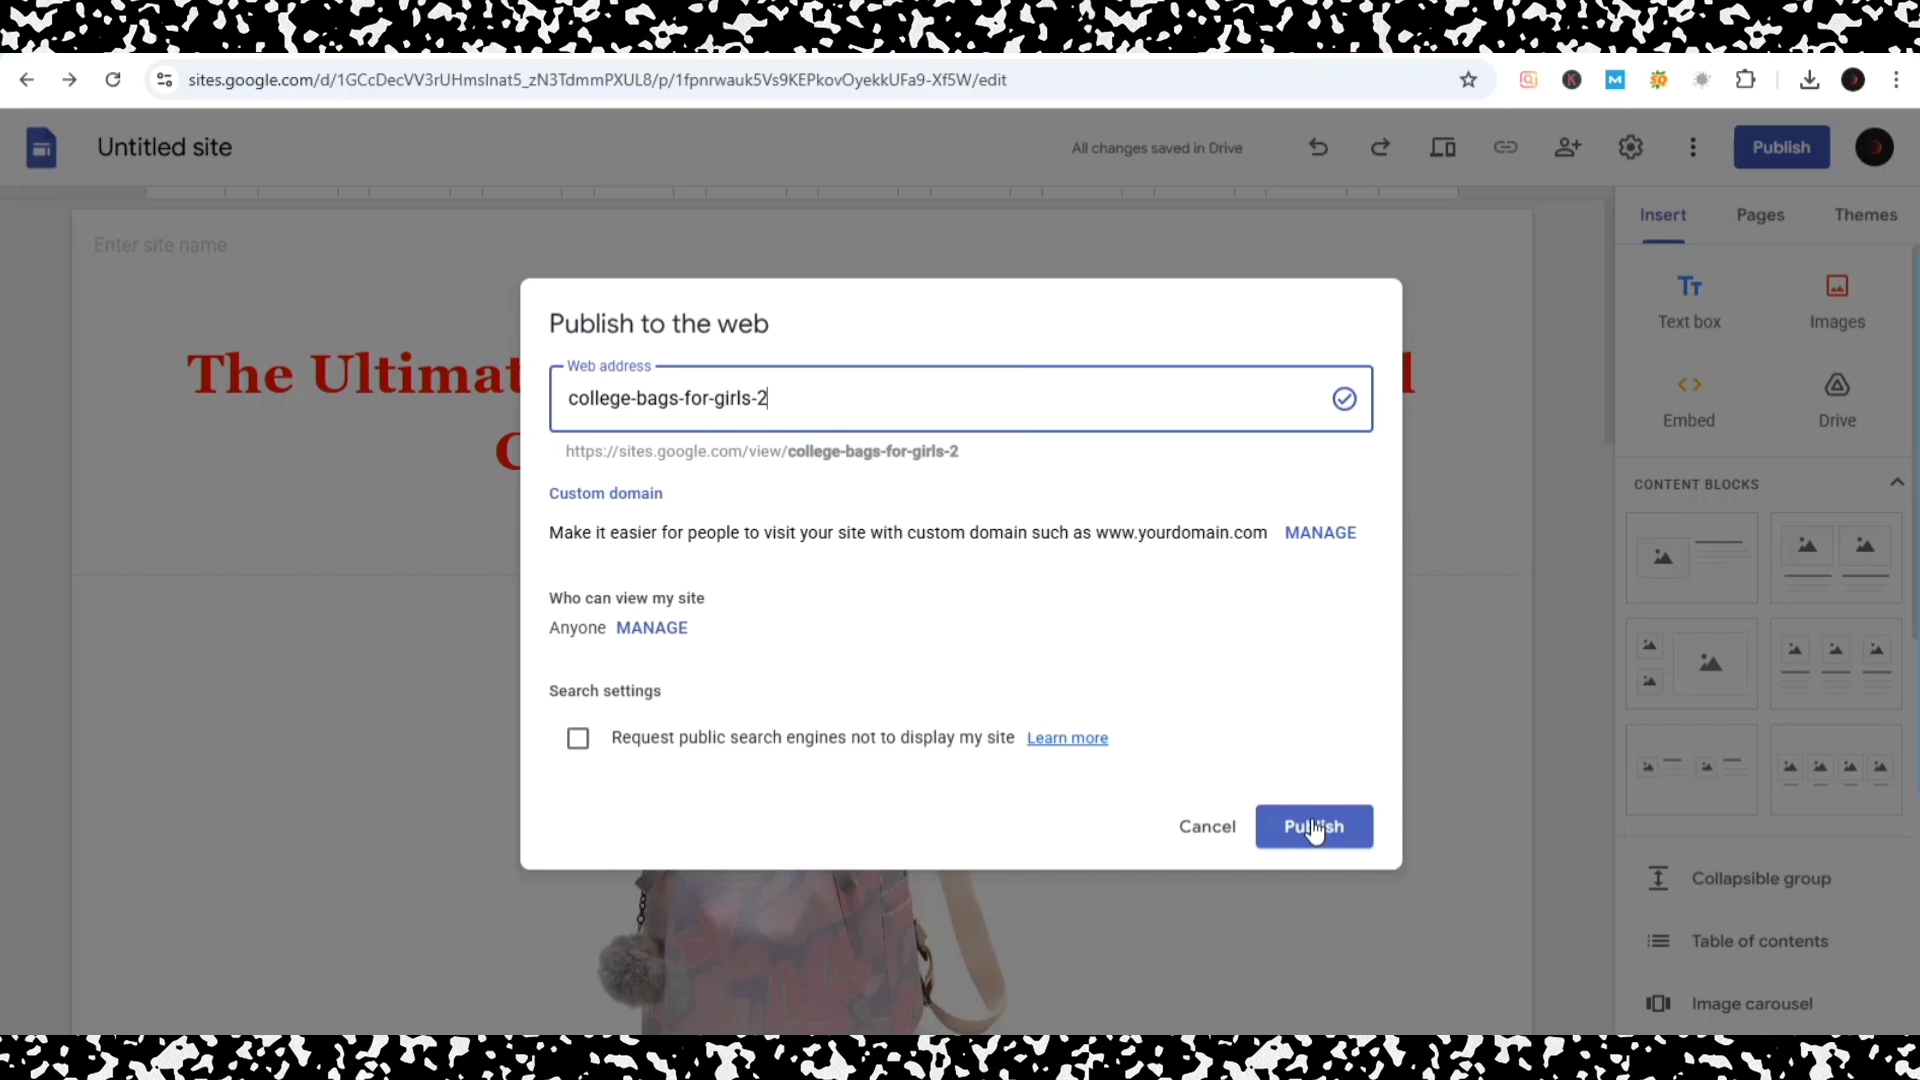 sites.google.com/d/1GCcDecVV3rUHmsInat5_zN3TdmmPXUL8/p/1fpnrwauk5Vs9KEPkovOyekkUFa9-Xf5W/edit
Untitled site
All changes saved in Drive
Publish
Insert
Pages
Themes
Enter site name
Text box
Images
Embed
Drive
CONTENT BLOCKS
Collapsible group
Table of contents
Image carousel
The Ultimat
Publish to the web
Web address
college-bags-for-girls-2
https://sites.google.com/view/college-bags-for-girls-2
Custom domain
Make it easier for people to visit your site with custom domain such as www.yourdomain.com MANAGE
Who can view my site
Anyone MANAGE
Search settings
Request public search engines not to display my site Learn more
Cancel
Publish